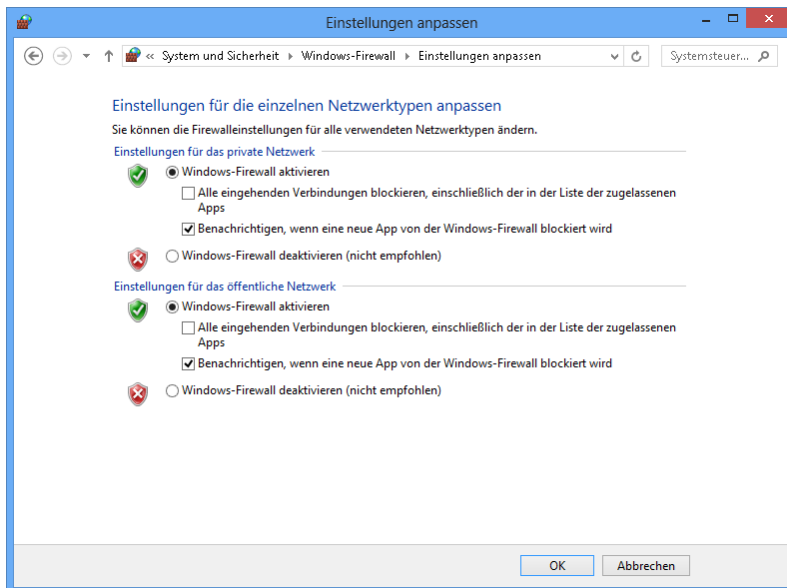 Einstellungen anpassen
« System und Sicherheit Windows-Firewall Einstellungen anpassen
Systemsteuer...
Einstellungen für die einzelnen Netzwerktypen anpassen
Sie können die Firewalleinstellungen für alle verwendeten Netzwerktypen ändern.
Einstellungen für das private Netzwerk
Windows-Firewall aktivieren
Alle eingehenden Verbindungen blockieren, einschließlich der in der Liste der zugelassenen
Apps
Benachrichtigen, wenn eine neue App von der Windows-Firewall blockiert wird
Windows-Firewall deaktivieren (nicht empfohlen)
Einstellungen für das öffentliche Netzwerk
Windows-Firewall aktivieren
Alle eingehenden Verbindungen blockieren, einschließlich der in der Liste der zugelassenen
Apps
Benachrichtigen, wenn eine neue App von der Windows-Firewall blockiert wird
Windows-Firewall deaktivieren (nicht empfohlen)
OK Abbrechen